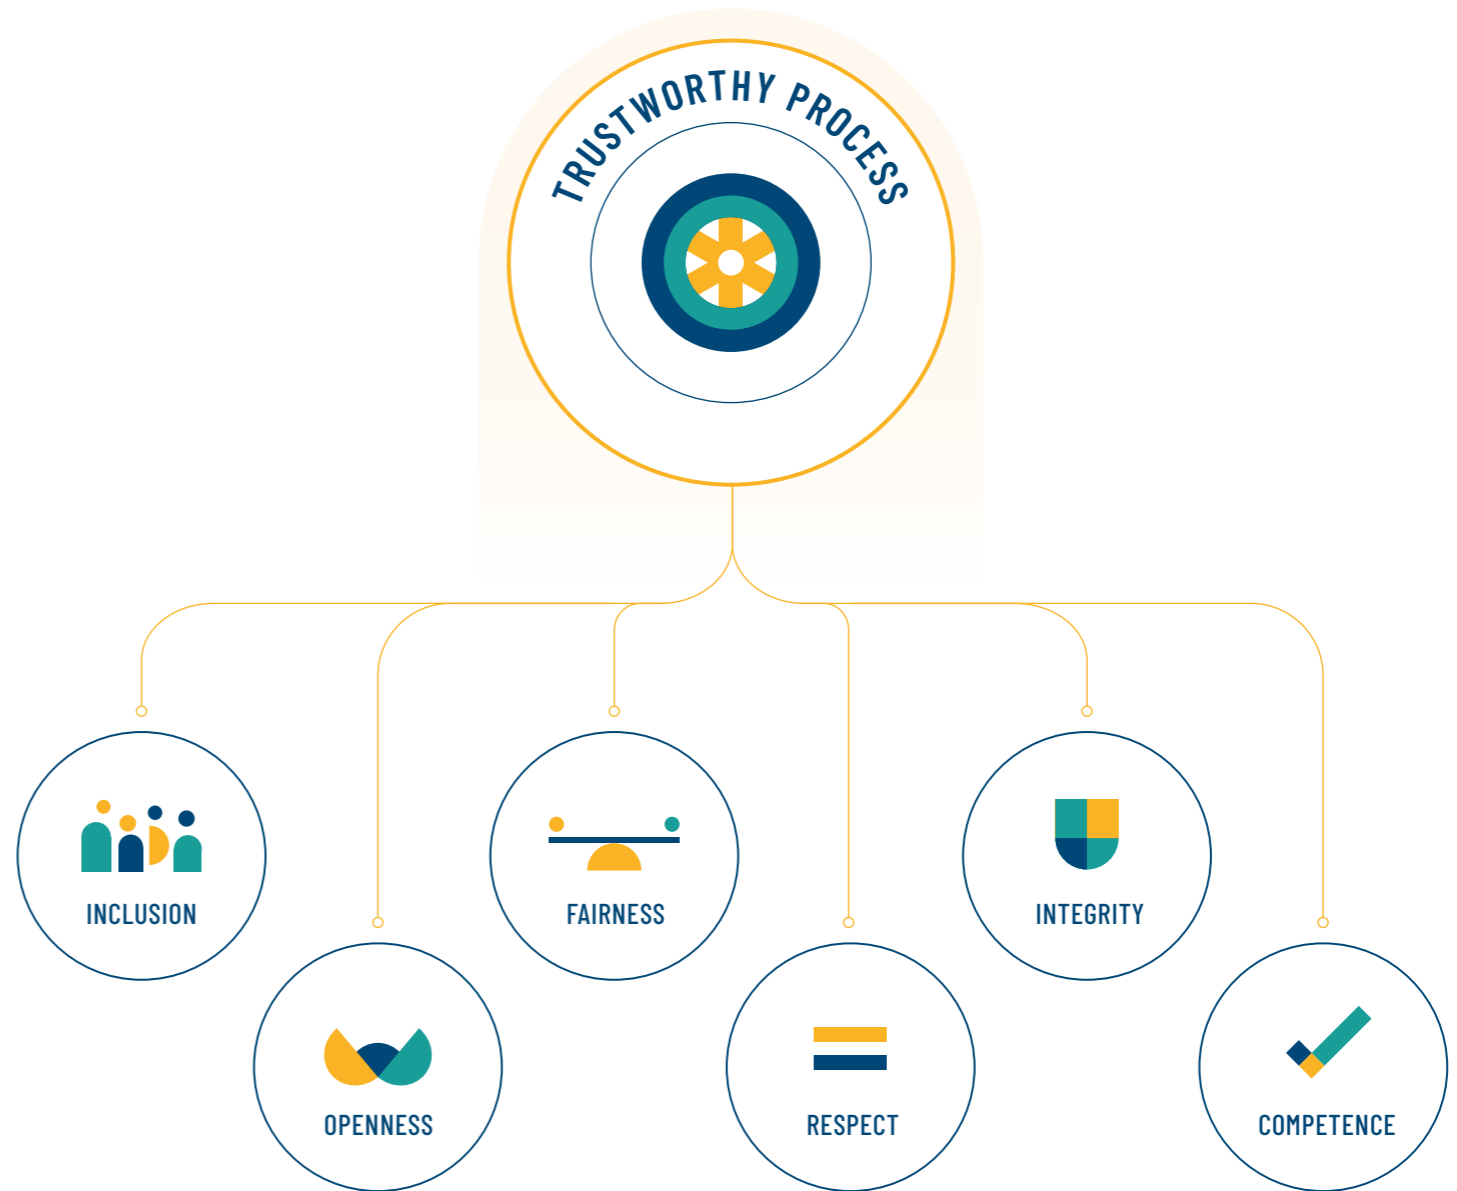 TRUSTWORTHY PROCESS
INCLUSION
FAIRNESS
INTEGRITY
OPENNESS
RESPECT
COMPETENCE